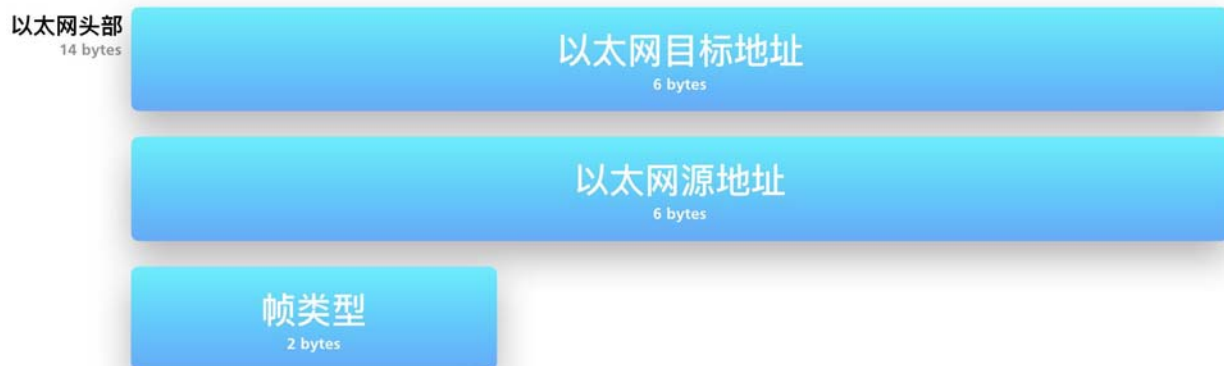 以太网头部
14 bytes
以太网目标地址
6 bytes
以太网源地址
6 bytes
帧类型
2 bytes